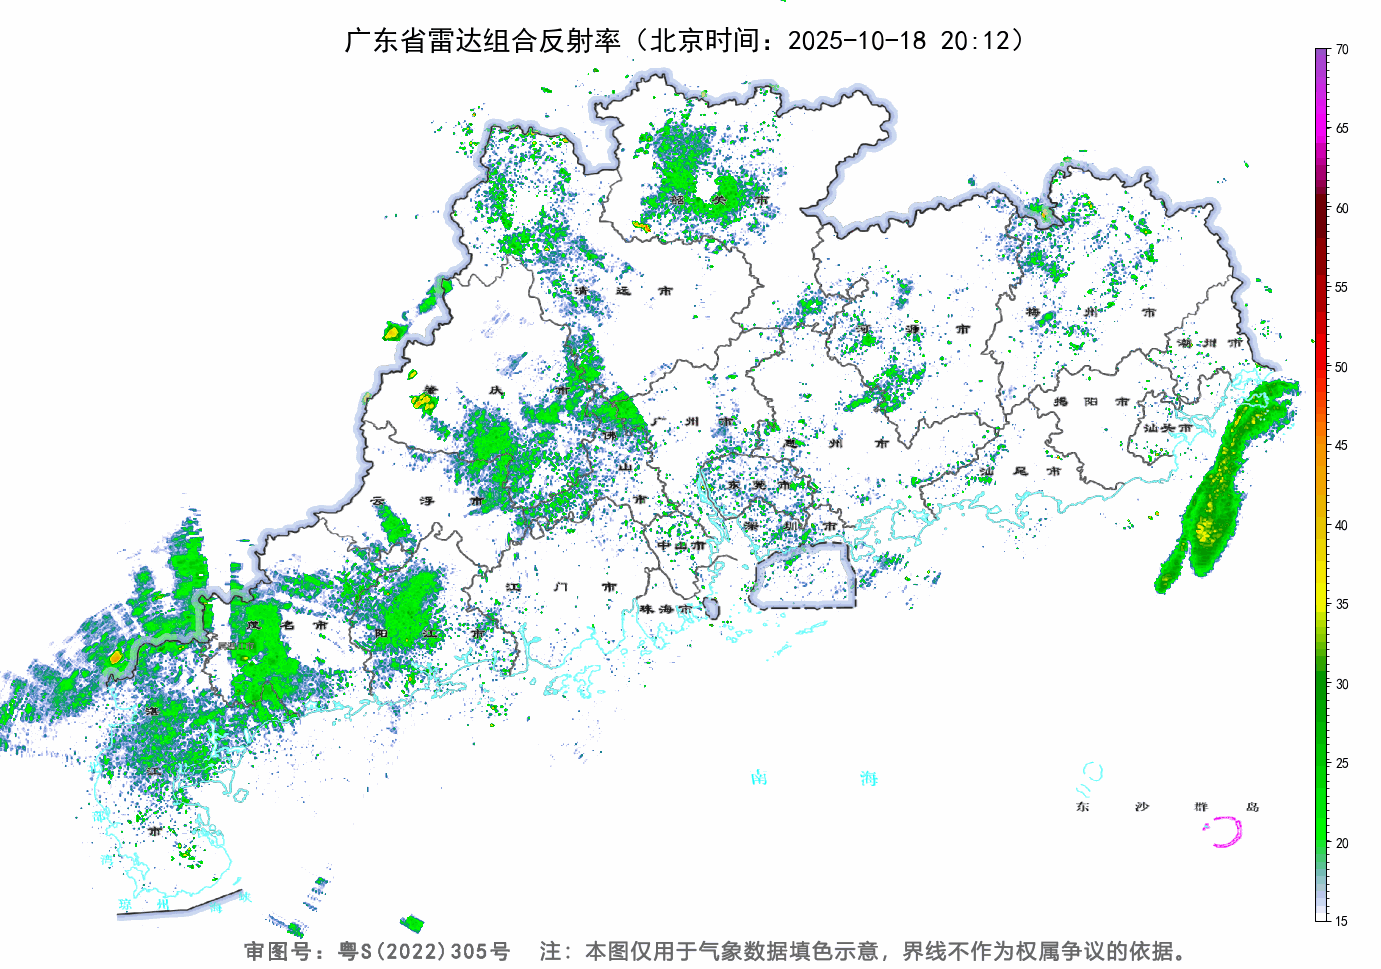 广东省雷达组合反射率（北京时间：2025-10-18 20:12）
70
65
60
55
50
45
40
35
30
25
20
15
韶 关 市
清 远 市
河 源 市
梅 州 市
潮 州 市
肇 庆 市
揭 阳 市
广 州 市
汕头市
佛 山 市
惠 州 市
云 浮 市
东 莞 市
汕 尾 市
深 圳 市
中山市
江 门 市
珠海市
茂 名 市
阳 江 市
湛 江 市
南 海
东 沙 群 岛
琼 州 海 峡
审图号：粤S(2022)305号 注：本图仅用于气象数据填色示意，界线不作为权属争议的依据。